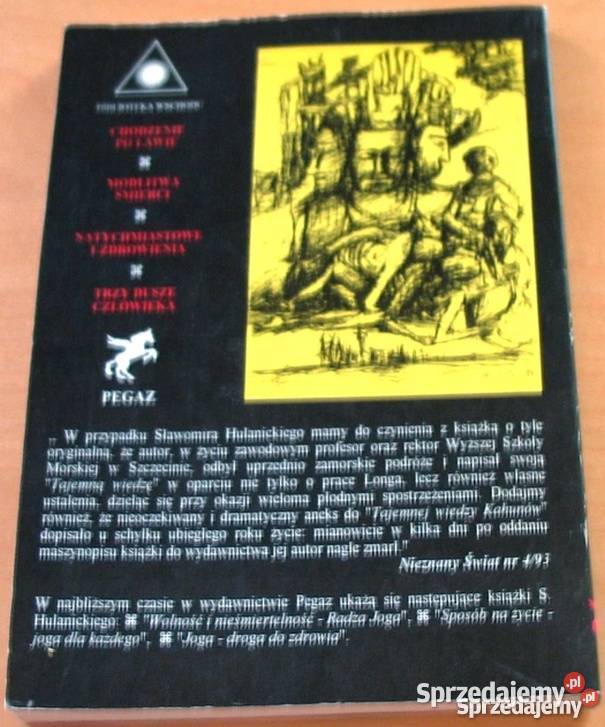 BIBLIOTEKA WSCHODU
CHODZENIE
PO LAWIE
⌘
MODLITWA
ŚMIERCI
⌘
NATYCHMIASTOWE
UZDROWIENIA
⌘
TRZY DUSZE
CZŁOWIEKA
PEGAZ
,, W przypadku Sławomira Hulanickiego mamy do czynienia z książką o tyle
oryginalną, że autor, w życiu zawodowym profesor oraz rektor Wyższej Szkoły
Morskiej w Szczecinie, odbył uprzednio zamorskie podróże i napisał swoją
"Tajemną wiedzę" w oparciu nie tylko o prace Longa, lecz również własne
ustalenia, dzieląc się przy okazji wieloma płodnymi spostrzeżeniami. Dodajmy
również, że nieoczekiwany i dramatyczny aneks do "Tajemnej wiedzy Kahunów"
dopisało u schyłku ubiegłego roku życie: mianowicie w kilka dni po oddaniu
maszynopisu książki do wydawnictwa jej autor nagle zmarł."
Nieznany Świat nr 4/93
W najbliższym czasie w wydawnictwie Pegaz ukażą się następujące książki S.
Hulanickiego: ⌘ "Wolność i nieśmiertelność - Radża Joga", ⌘ "Sposób na życie -
joga dla każdego", ⌘ "Joga - droga do zdrowia".
Sprzedajemy.pl
Sprzedajemy.pl